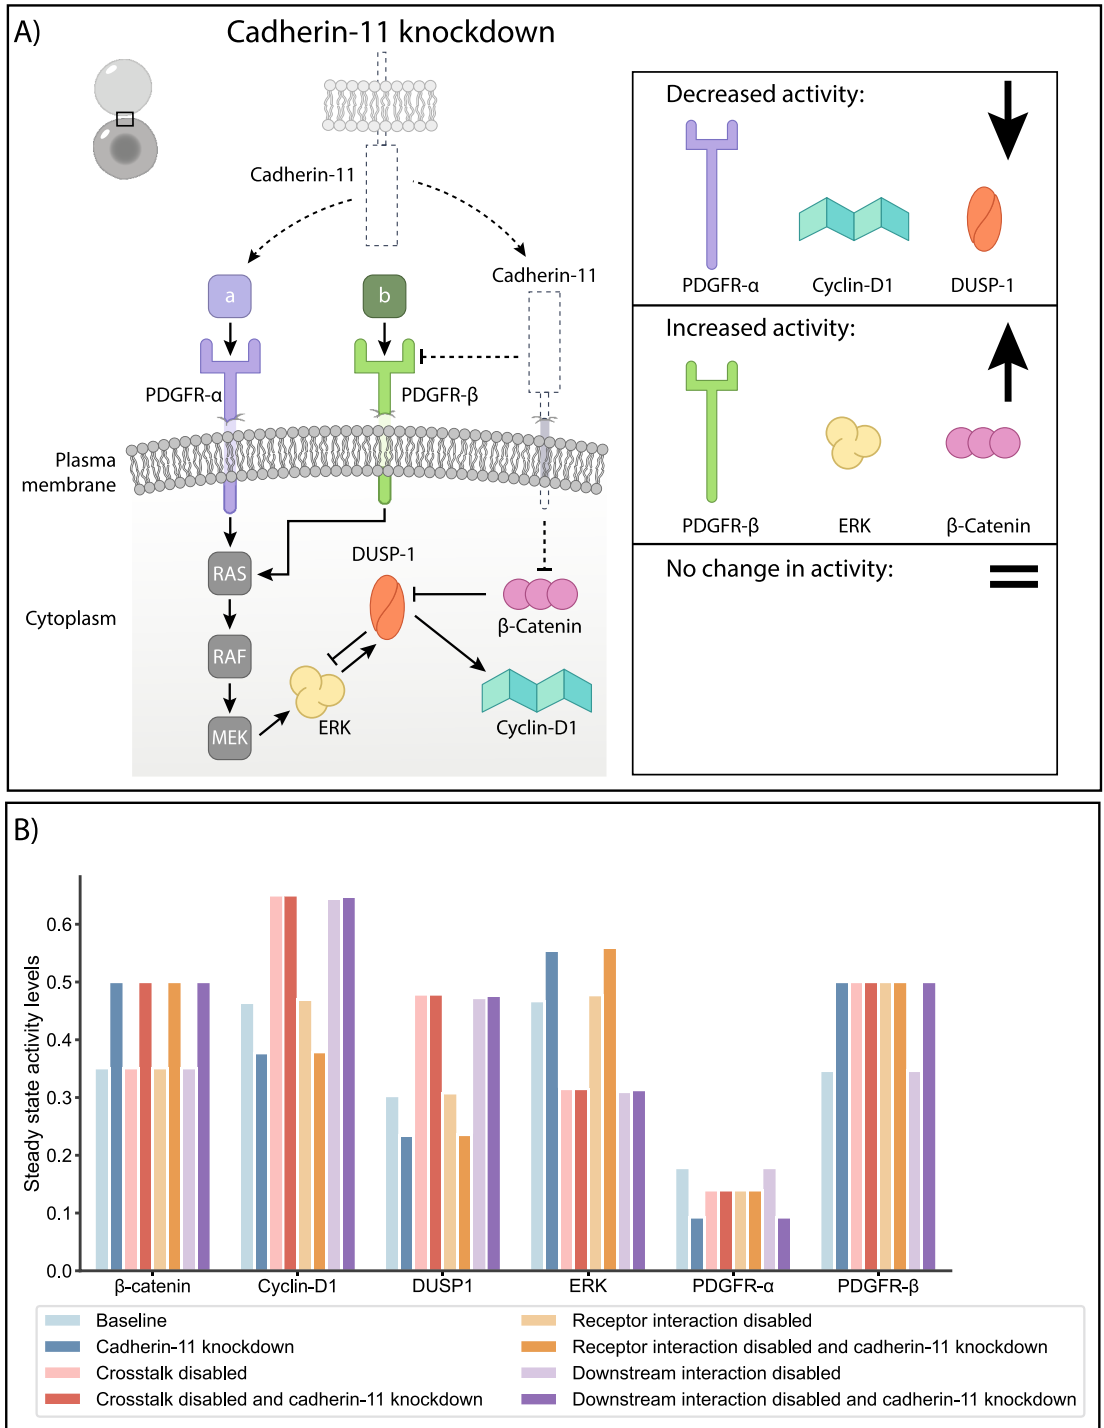 A)
Cadherin-11 knockdown
Cadherin-11
Cadherin-11
a
b
PDGFR-α
PDGFR-β
Plasma
membrane
Cytoplasm
RAS
RAF
MEK
DUSP-1
ERK
β-Catenin
Cyclin-D1
Decreased activity:
PDGFR-α
Cyclin-D1
DUSP-1
Increased activity:
PDGFR-β
ERK
β-Catenin
No change in activity:
B)
Steady state activity levels
0.6
0.5
0.4
0.3
0.2
0.1
0.0
β-catenin
Cyclin-D1
DUSP1
ERK
PDGFR-α
PDGFR-β
Baseline
Cadherin-11 knockdown
Crosstalk disabled
Crosstalk disabled and cadherin-11 knockdown
Receptor interaction disabled
Receptor interaction disabled and cadherin-11 knockdown
Downstream interaction disabled
Downstream interaction disabled and cadherin-11 knockdown